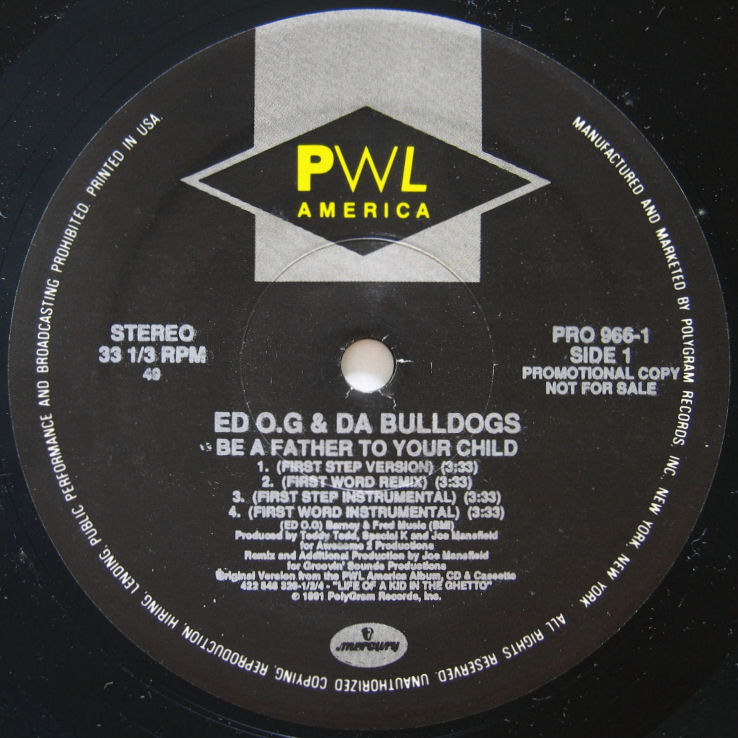 PWL
AMERICA
STEREO
33 1/3 RPM
49
PRO 966-1
SIDE 1
PROMOTIONAL COPY
NOT FOR SALE
ED O.G & DA BULLDOGS
BE A FATHER TO YOUR CHILD
1. (FIRST STEP VERSION) (3:33)
2. (FIRST WORD REMIX) (3:33)
3. (FIRST STEP INSTRUMENTAL) (3:33)
4. (FIRST WORD INSTRUMENTAL) (3:33)
(ED O.G) Barney & Fred Music (BMI)
Produced by Teddy Tedd, Special K and Joe Mansfield
for Awesome 2 Productions
Remix and Additional Production by Joe Mansfield
for Groovin' Sounds Productions
Original Version from the PWL America Album, CD & Cassette
422 848 326-1/2/4 - "LIFE OF A KID IN THE GHETTO"
℗ 1991 PolyGram Records, Inc.
mercury
MANUFACTURED AND MARKETED BY POLYGRAM RECORDS, INC. NEW YORK, NEW YORK. ALL RIGHTS RESERVED. UNAUTHORIZED COPYING, REPRODUCTION, HIRING, LENDING, PUBLIC PERFORMANCE AND BROADCASTING PROHIBITED. PRINTED IN USA.